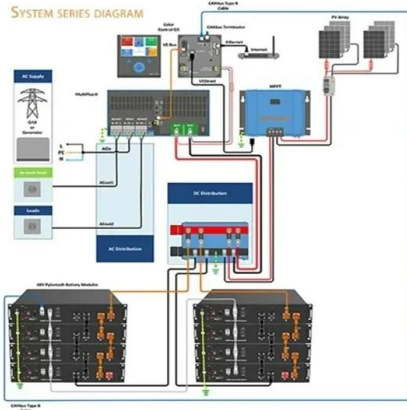 SYSTEM SERIES DIAGRAM
CANbus Type B
Cable
Color
Control GX
CANbus Terminator
PV Array
VE Bus
Ethernet
Internet
AC Supply
VEDirect
MultiPlus-II
MPPT
Grid
or
Generator
L
PE
N
ACin
ACout1
DC Distribution
Loads
ACout2
AC Distribution
48V Pylontech Battery Modules
CANbus Type B